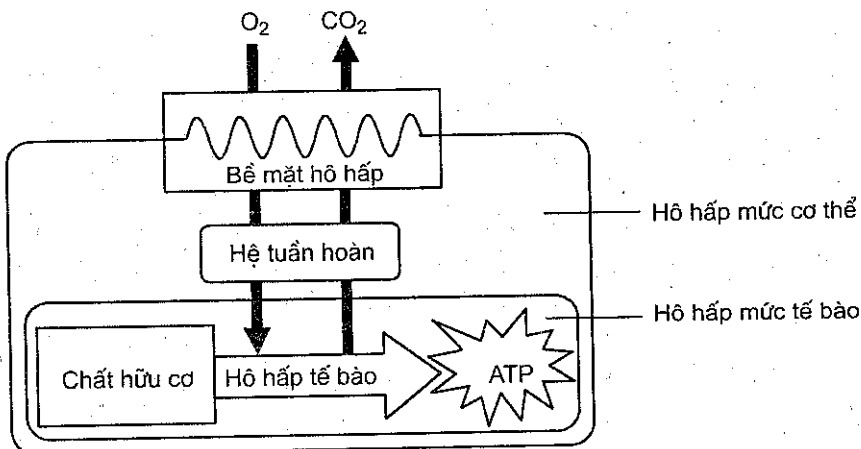 O₂ CO₂
Bề mặt hô hấp
Hô hấp mức cơ thể
Hệ tuần hoàn
Hô hấp mức tế bào
Chất hữu cơ
Hô hấp tế bào
ATP